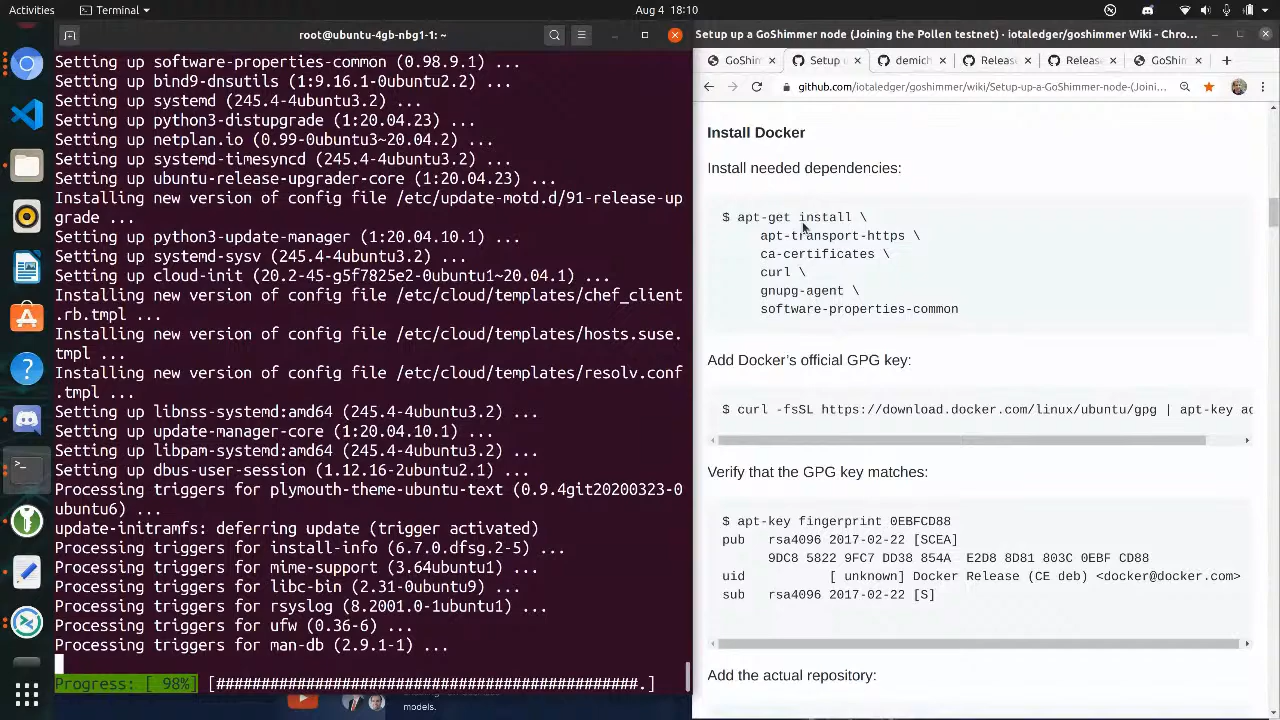 Activities
Terminal
Aug 4 18:10
root@ubuntu-4gb-nbg1-1: ~
Setting up software-properties-common (0.98.9.1) ...
Setting up bind9-dnsutils (1:9.16.1-0ubuntu2.2) ...
Setting up systemd (245.4-4ubuntu3.2) ...
Setting up python3-distupgrade (1:20.04.23) ...
Setting up netplan.io (0.99-0ubuntu3~20.04.2) ...
Setting up systemd-timesyncd (245.4-4ubuntu3.2) ...
Setting up ubuntu-release-upgrader-core (1:20.04.23) ...
Installing new version of config file /etc/update-motd.d/91-release-up
grade ...
Setting up python3-update-manager (1:20.04.10.1) ...
Setting up systemd-sysv (245.4-4ubuntu3.2) ...
Setting up cloud-init (20.2-45-g5f7825e2-0ubuntu1~20.04.1) ...
Installing new version of config file /etc/cloud/templates/chef_client
.rb.tmpl ...
Installing new version of config file /etc/cloud/templates/hosts.suse.
tmpl ...
Installing new version of config file /etc/cloud/templates/resolv.conf
.tmpl ...
Setting up libnss-systemd:amd64 (245.4-4ubuntu3.2) ...
Setting up update-manager-core (1:20.04.10.1) ...
Setting up libpam-systemd:amd64 (245.4-4ubuntu3.2) ...
Setting up dbus-user-session (1.12.16-2ubuntu2.1) ...
Processing triggers for plymouth-theme-ubuntu-text (0.9.4git20200323-0
ubuntu6) ...
update-initramfs: deferring update (trigger activated)
Processing triggers for install-info (6.7.0.dfsg.2-5) ...
Processing triggers for mime-support (3.64ubuntu1) ...
Processing triggers for libc-bin (2.31-0ubuntu9) ...
Processing triggers for rsyslog (8.2001.0-1ubuntu1) ...
Processing triggers for ufw (0.36-6) ...
Processing triggers for man-db (2.9.1-1) ...
Progress: [ 98%] [###############################################.]
models.
Setup up a GoShimmer node (Joining the Pollen testnet) · iotaledger/goshimmer Wiki - Chro...
GoShim
Setup u
demich
Release
Release
GoShim
github.com/iotaledger/goshimmer/wiki/Setup-up-a-GoShimmer-node-(Joini...
Install Docker
Install needed dependencies:
$ apt-get install \
apt-transport-https \
ca-certificates \
curl \
gnupg-agent \
software-properties-common
Add Docker’s official GPG key:
$ curl -fsSL https://download.docker.com/linux/ubuntu/gpg | apt-key ad
Verify that the GPG key matches:
$ apt-key fingerprint 0EBFCD88
pub rsa4096 2017-02-22 [SCEA]
9DC8 5822 9FC7 DD38 854A E2D8 8D81 803C 0EBF CD88
uid [ unknown] Docker Release (CE deb) <docker@docker.com>
sub rsa4096 2017-02-22 [S]
Add the actual repository: